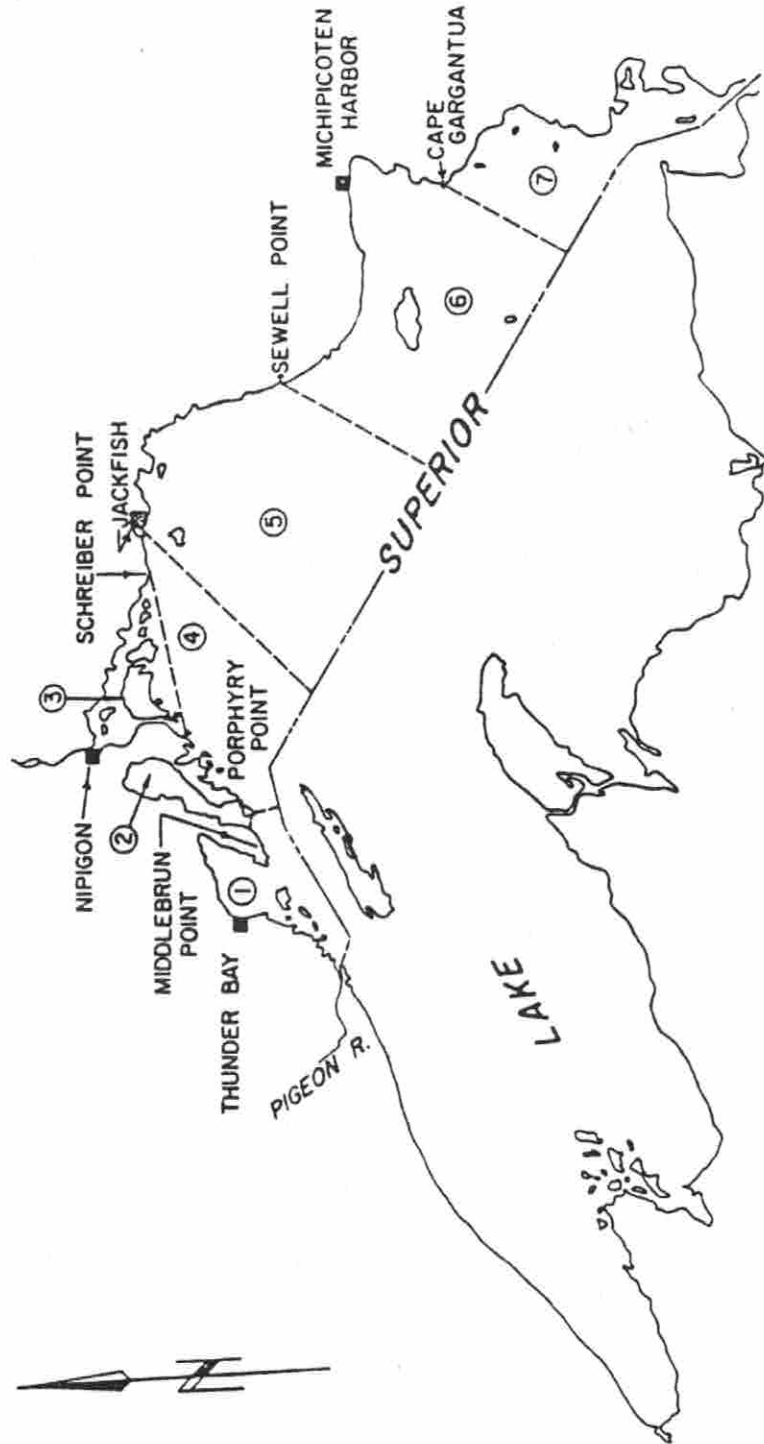 NIPIGON
③
SCHREIBER POINT
JACKFISH
②
④
MIDDLEBRUN
POINT
PORPHYRY
POINT
①
THUNDER BAY
PIGEON R.
⑤
SEWELL POINT
MICHIPICOTEN
HARBOR
CAPE
GARGANTUA
⑥
⑦
LAKE
SUPERIOR
N